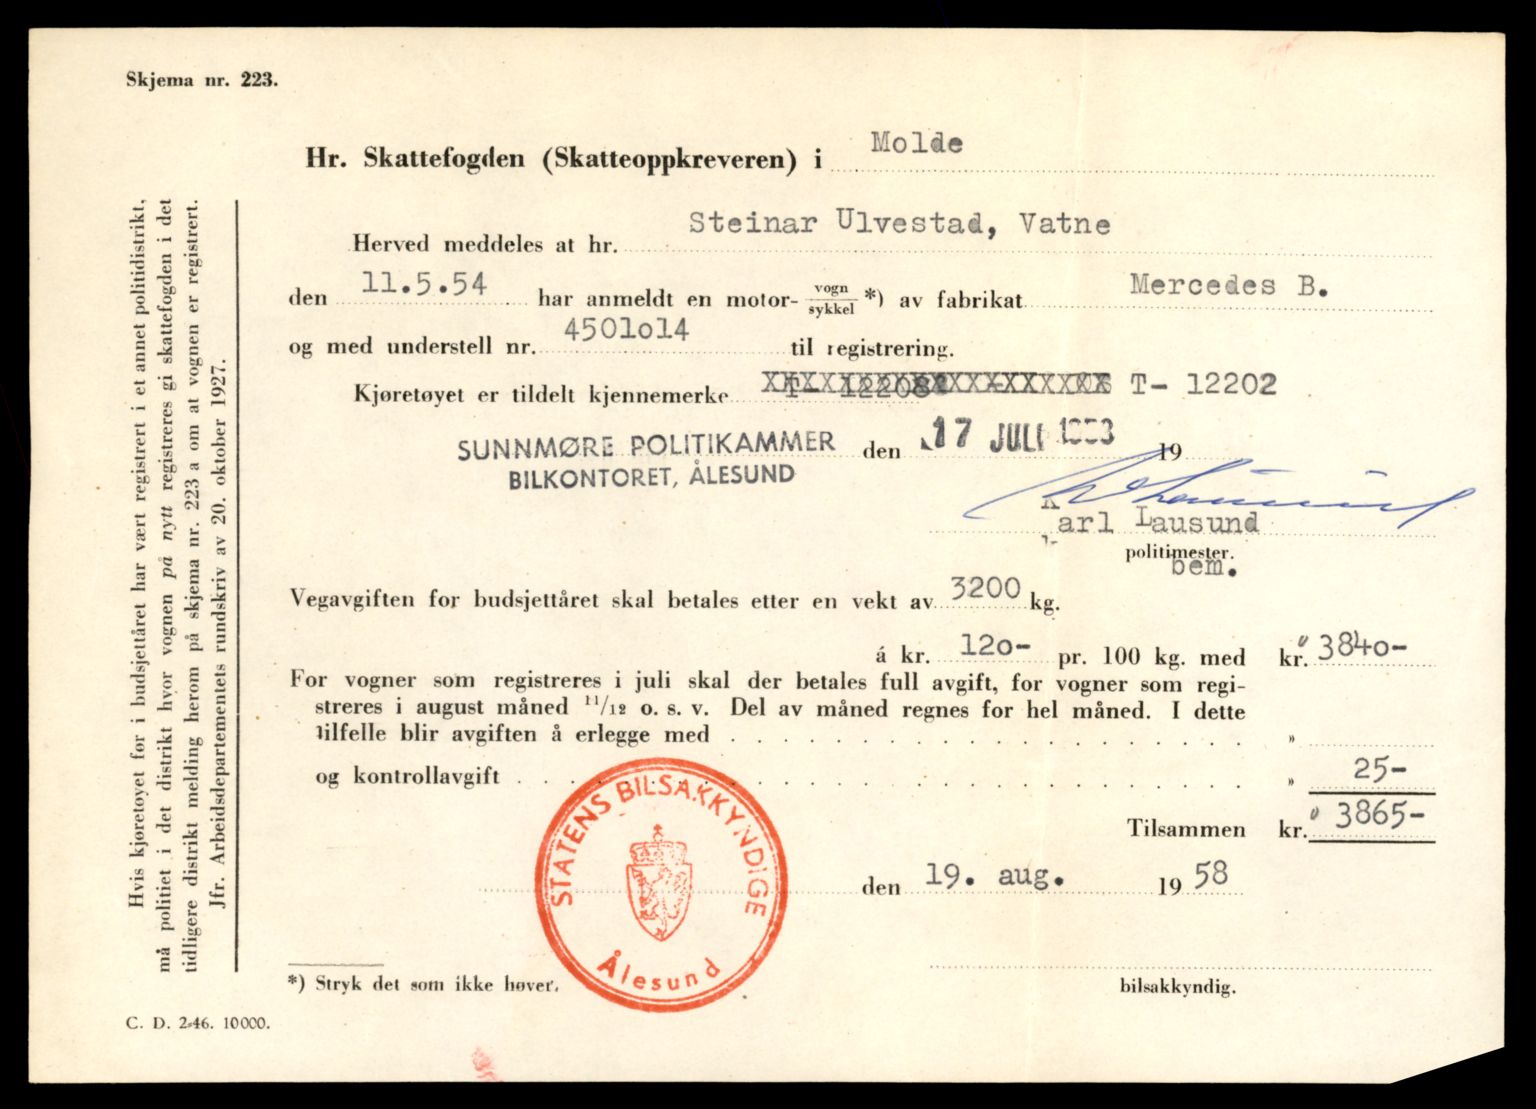 Skjema nr. 223.
Hr. Skattefogden (Skatteoppkreveren) i Molde
Herved meddeles at hr. Steinar Ulvestad, Vatne
den 11.5.54 har anmeldt en motor- vogn/sykkel *) av fabrikat Mercedes B.
og med understell nr. 4501o14 til registrering.
Kjøretøyet er tildelt kjennemerke T- 12202
SUNNMØRE POLITIKAMMER den 17 JULI 19
BILKONTORET, ÅLESUND
Karl Lausund
politimester.
bem.
Vegavgiften for budsjettåret skal betales etter en vekt av 3200 kg.
á kr. 12o- pr. 100 kg. med kr. " 384o-
For vogner som registreres i juli skal der betales full avgift, for vogner som regi-
streres i august måned 11/12 o. s. v. Del av måned regnes for hel måned. I dette
tilfelle blir avgiften å erlegge med . . . . . . . . . . . . . . . . . . . "
og kontrollavgift . . . . . . . . . . . . . . . . . . . . . . . . . " 25-
Tilsammen kr. " 3865-
den 19. aug. 19 58
STATENS BILSAKKYNDIGE
Ålesund
*) Stryk det som ikke høver.
bilsakkyndig.
C. D. 2-46. 10000.
Hvis kjøretøyet før i budsjettåret har vært registrert i et annet politidistrikt,
må politiet i det distrikt hvor vognen på nytt registreres gi skattefogden i det
tidligere distrikt melding herom på skjema nr. 223 a om at vognen er registrert.
Jfr. Arbeidsdepartementets rundskriv av 20. oktober 1927.